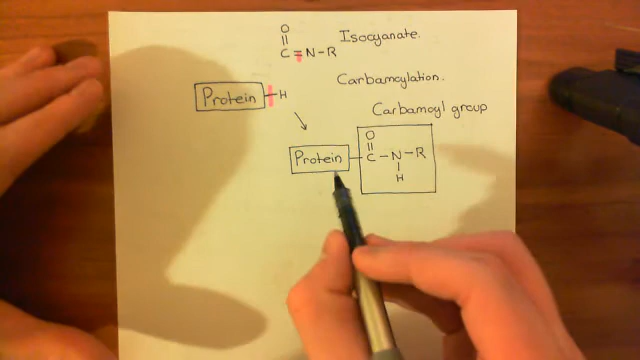 O
C=N-R Isocyanate.
Protein -H
Carbamoylation.
Carbamoyl group
O
Protein -C-N-R
H